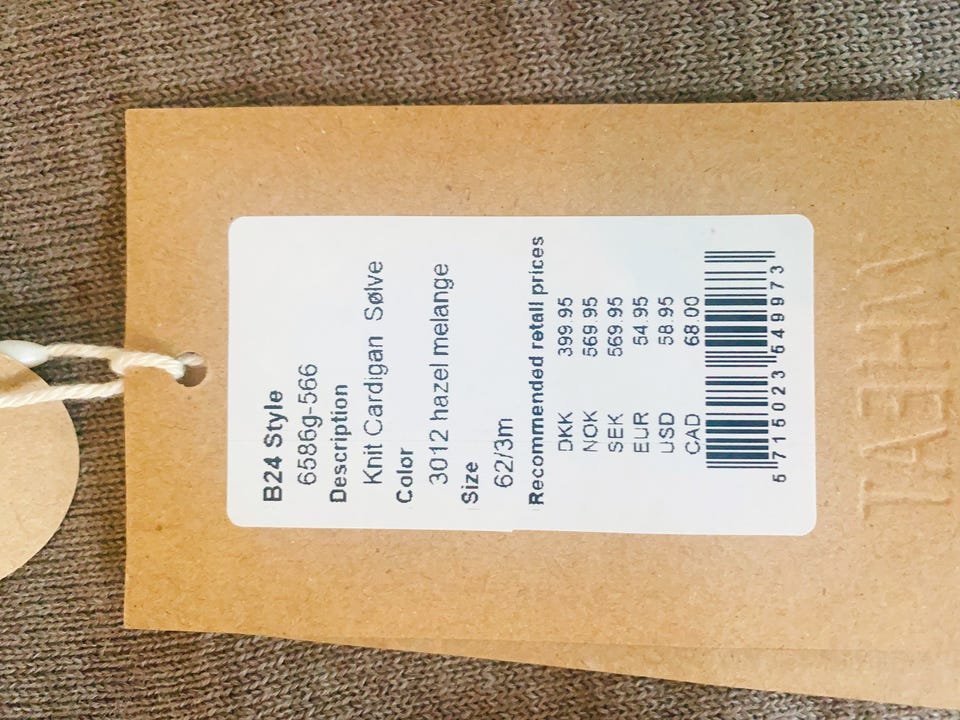 B24 Style
6586g-566
Description
Knit Cardigan Sølve
Color
3012 hazel melange
Size
62/3m
Recommended retail prices
DKK 399.95
NOK 569.95
SEK 569.95
EUR 54.95
USD 58.95
CAD 68.00
5 715023 549973